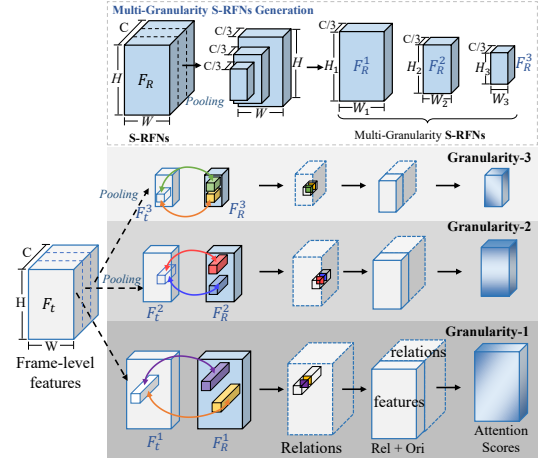 Multi-Granularity S-RFNs Generation
C
H
F_R
W
S-RFNs
Pooling
C/3
C/3
C/3
W
H
C/3
H_1
F_R^1
W_1
C/3
H_2
F_R^2
W_2
C/3
H_3
F_R^3
W_3
Multi-Granularity S-RFNs
Granularity-3
Pooling
F_t^3
F_R^3
Granularity-2
Pooling
F_t^2
F_R^2
C
H
F_t
W
Frame-level
features
Granularity-1
F_t^1
F_R^1
Relations
relations
features
Rel + Ori
Attention
Scores